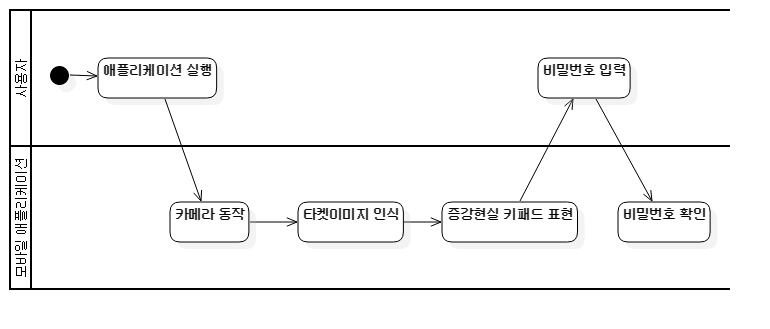 사용자
애플리케이션 실행
비밀번호 입력
모바일 애플리케이션
카메라 동작
타켓이미지 인식
증강현실 키패드 표현
비밀번호 확인